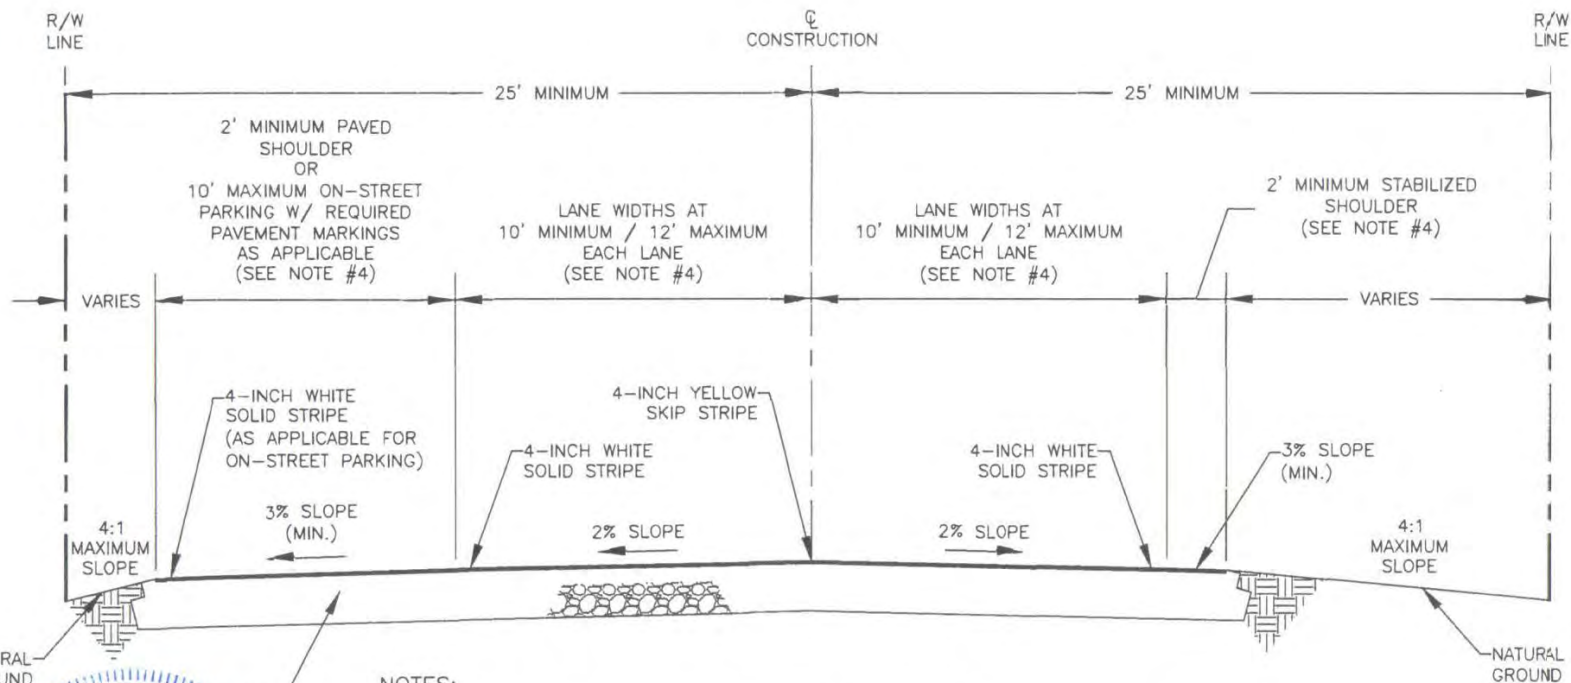 R/W
LINE
℄
CONSTRUCTION
R/W
LINE
25' MINIMUM
25' MINIMUM
2' MINIMUM PAVED
SHOULDER
OR
10' MAXIMUM ON-STREET
PARKING W/ REQUIRED
PAVEMENT MARKINGS
AS APPLICABLE
(SEE NOTE #4)
LANE WIDTHS AT
10' MINIMUM / 12' MAXIMUM
EACH LANE
(SEE NOTE #4)
LANE WIDTHS AT
10' MINIMUM / 12' MAXIMUM
EACH LANE
(SEE NOTE #4)
2' MINIMUM STABILIZED
SHOULDER
(SEE NOTE #4)
VARIES
VARIES
4-INCH WHITE
SOLID STRIPE
(AS APPLICABLE FOR
ON-STREET PARKING)
4-INCH YELLOW
SKIP STRIPE
4-INCH WHITE
SOLID STRIPE
4-INCH WHITE
SOLID STRIPE
3% SLOPE
(MIN.)
4:1
MAXIMUM
SLOPE
3% SLOPE
(MIN.)
2% SLOPE
2% SLOPE
4:1
MAXIMUM
SLOPE
RAL
UND
NATURAL
GROUND
NOTES: